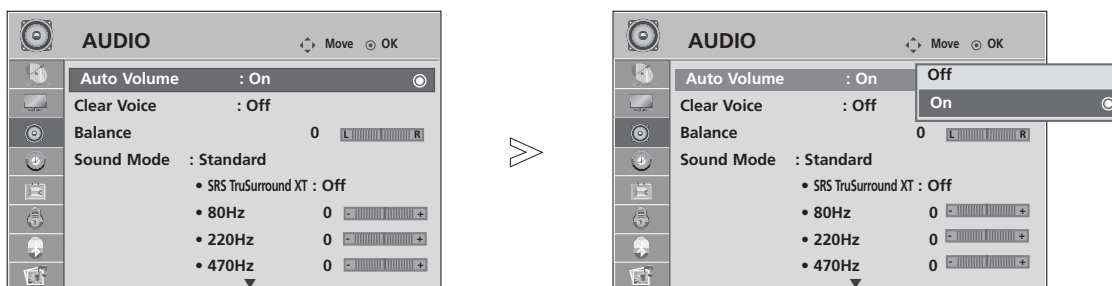 AUDIO Move OK
Auto Volume : On
Clear Voice : Off
Balance 0 L R
Sound Mode : Standard
• SRS TruSurround XT : Off
• 80Hz 0 - +
• 220Hz 0 - +
• 470Hz 0 - +
AUDIO Move OK
Auto Volume : On Off
Clear Voice : Off On
Balance 0 L R
Sound Mode : Standard
• SRS TruSurround XT : Off
• 80Hz 0 - +
• 220Hz 0 - +
• 470Hz 0 - +